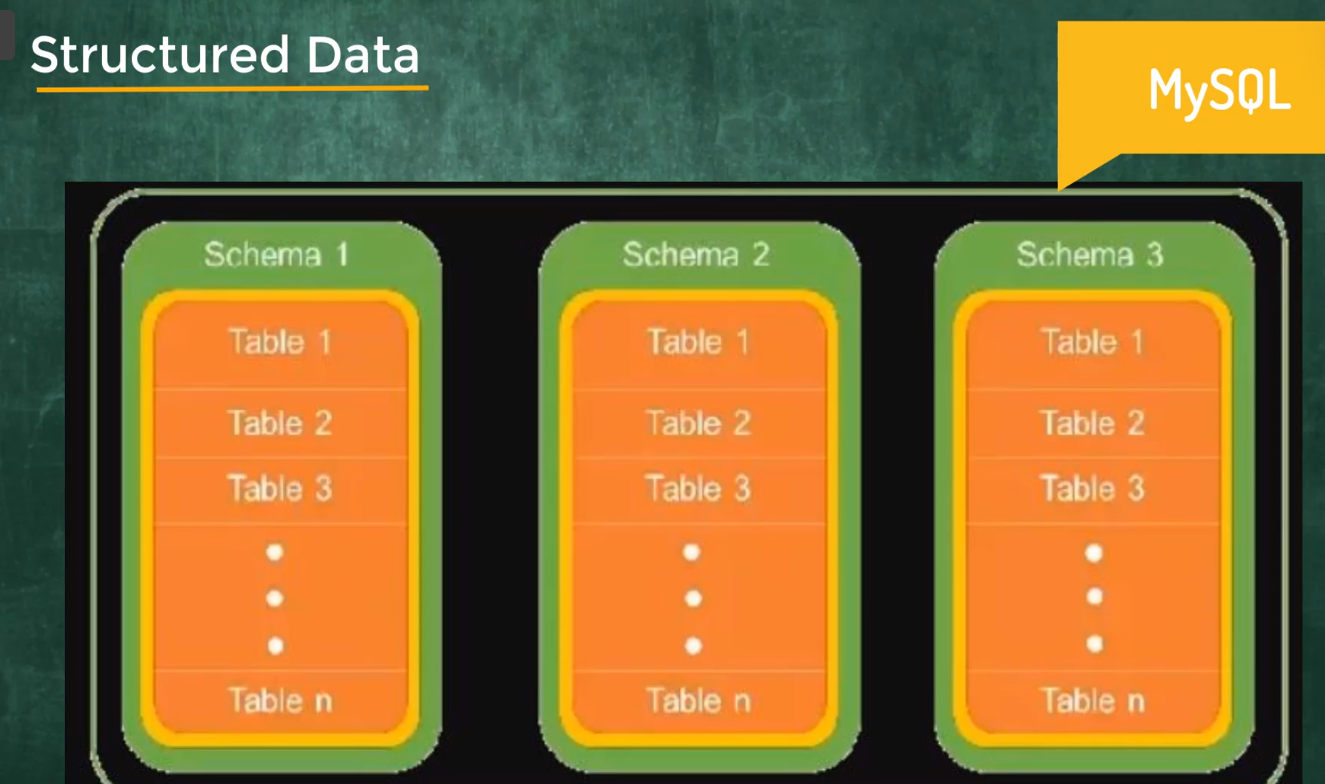 Structured Data
MySQL
Schema 1
Table 1
Table 2
Table 3
Table n
Schema 2
Table 1
Table 2
Table 3
Table n
Schema 3
Table 1
Table 2
Table 3
Table n